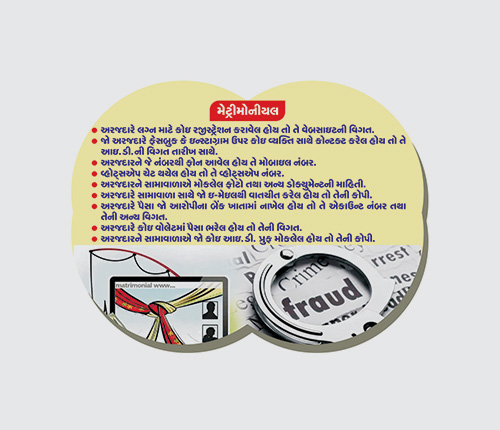 મેટ્રીમોનીયલ
• અરજદારે લગ્ન માટે કોઇ રજીસ્ટ્રેશન કરાવેલ હોય તો તે વેબસાઇટની વિગત.
• જો અરજદારે ફેસબુક કે ઇન્સ્ટાગ્રામ ઉપર કોઇ વ્યક્તિ સાથે કોન્ટકટ કરેલ હોય તો તે
આઇ.ડી.ની વિગત તારીખ સાથે.
• અરજદારને જે નંબરથી ફોન આવેલ હોય તે મોબાઇલ નંબર.
• વ્હોટ્સએપ ચેટ થયેલ હોય તો તે વ્હોટ્સએપ નંબર.
• અરજદારને સામાવાળાએ મોકલેલ ફોટો તથા અન્ય ડોક્યુમેન્ટની માહિતી.
• અરજદારે સામાવાળા સાથે જો ઇ-મેઇલથી વાતચીત કરેલ હોય તો તેની કોપી.
• અરજદારે પૈસા જો આરોપીના બેંક ખાતામાં નાખેલ હોય તો તે એકાઉન્ટ નંબર તથા
તેની અન્ય વિગત.
• અરજદારે કોઇ વોલેટમાં પૈસા ભરેલ હોય તો તેની વિગત.
• અરજદારને સામાવાળાએ જો કોઇ આઇ.ડી. પ્રુફ મોકલેલ હોય તો તેની કોપી.
matrimonial www...
Crime
fraud